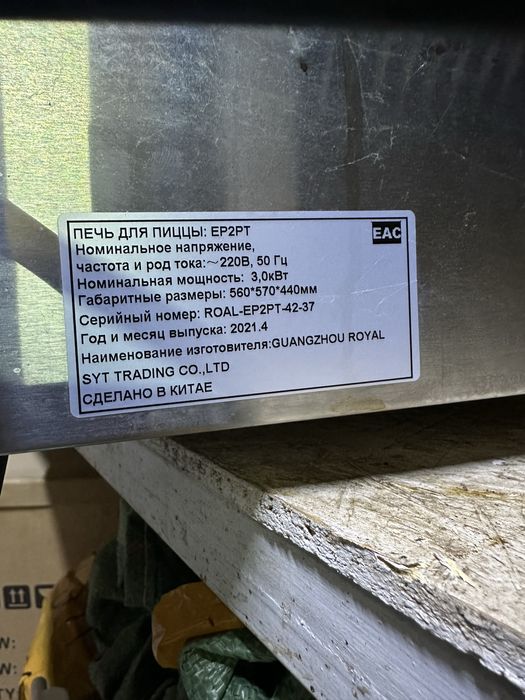 ПЕЧЬ ДЛЯ ПИЦЦЫ: EP2PT
EAC
Номинальное напряжение,
частота и род тока:~220В, 50 Гц
Номинальная мощность: 3,0кВт
Габаритные размеры: 560*570*440мм
Серийный номер: ROAL-EP2PT-42-37
Год и месяц выпуска: 2021.4
Наименование изготовителя:GUANGZHOU ROYAL
SYT TRADING CO.,LTD
СДЕЛАНО В КИТАЕ